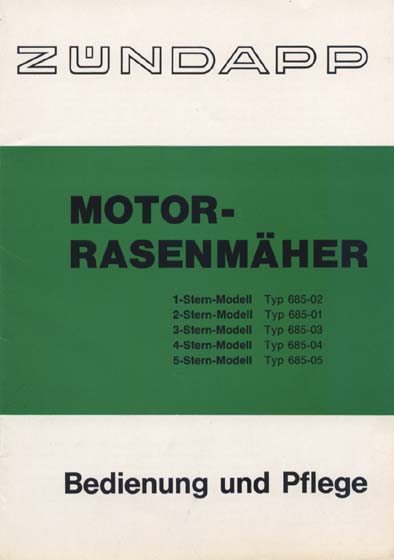 ZÜNDAPP
MOTOR-
RASENMÄHER
1-Stern-Modell Typ 685-02
2-Stern-Modell Typ 685-01
3-Stern-Modell Typ 685-03
4-Stern-Modell Typ 685-04
5-Stern-Modell Typ 685-05
Bedienung und Pflege